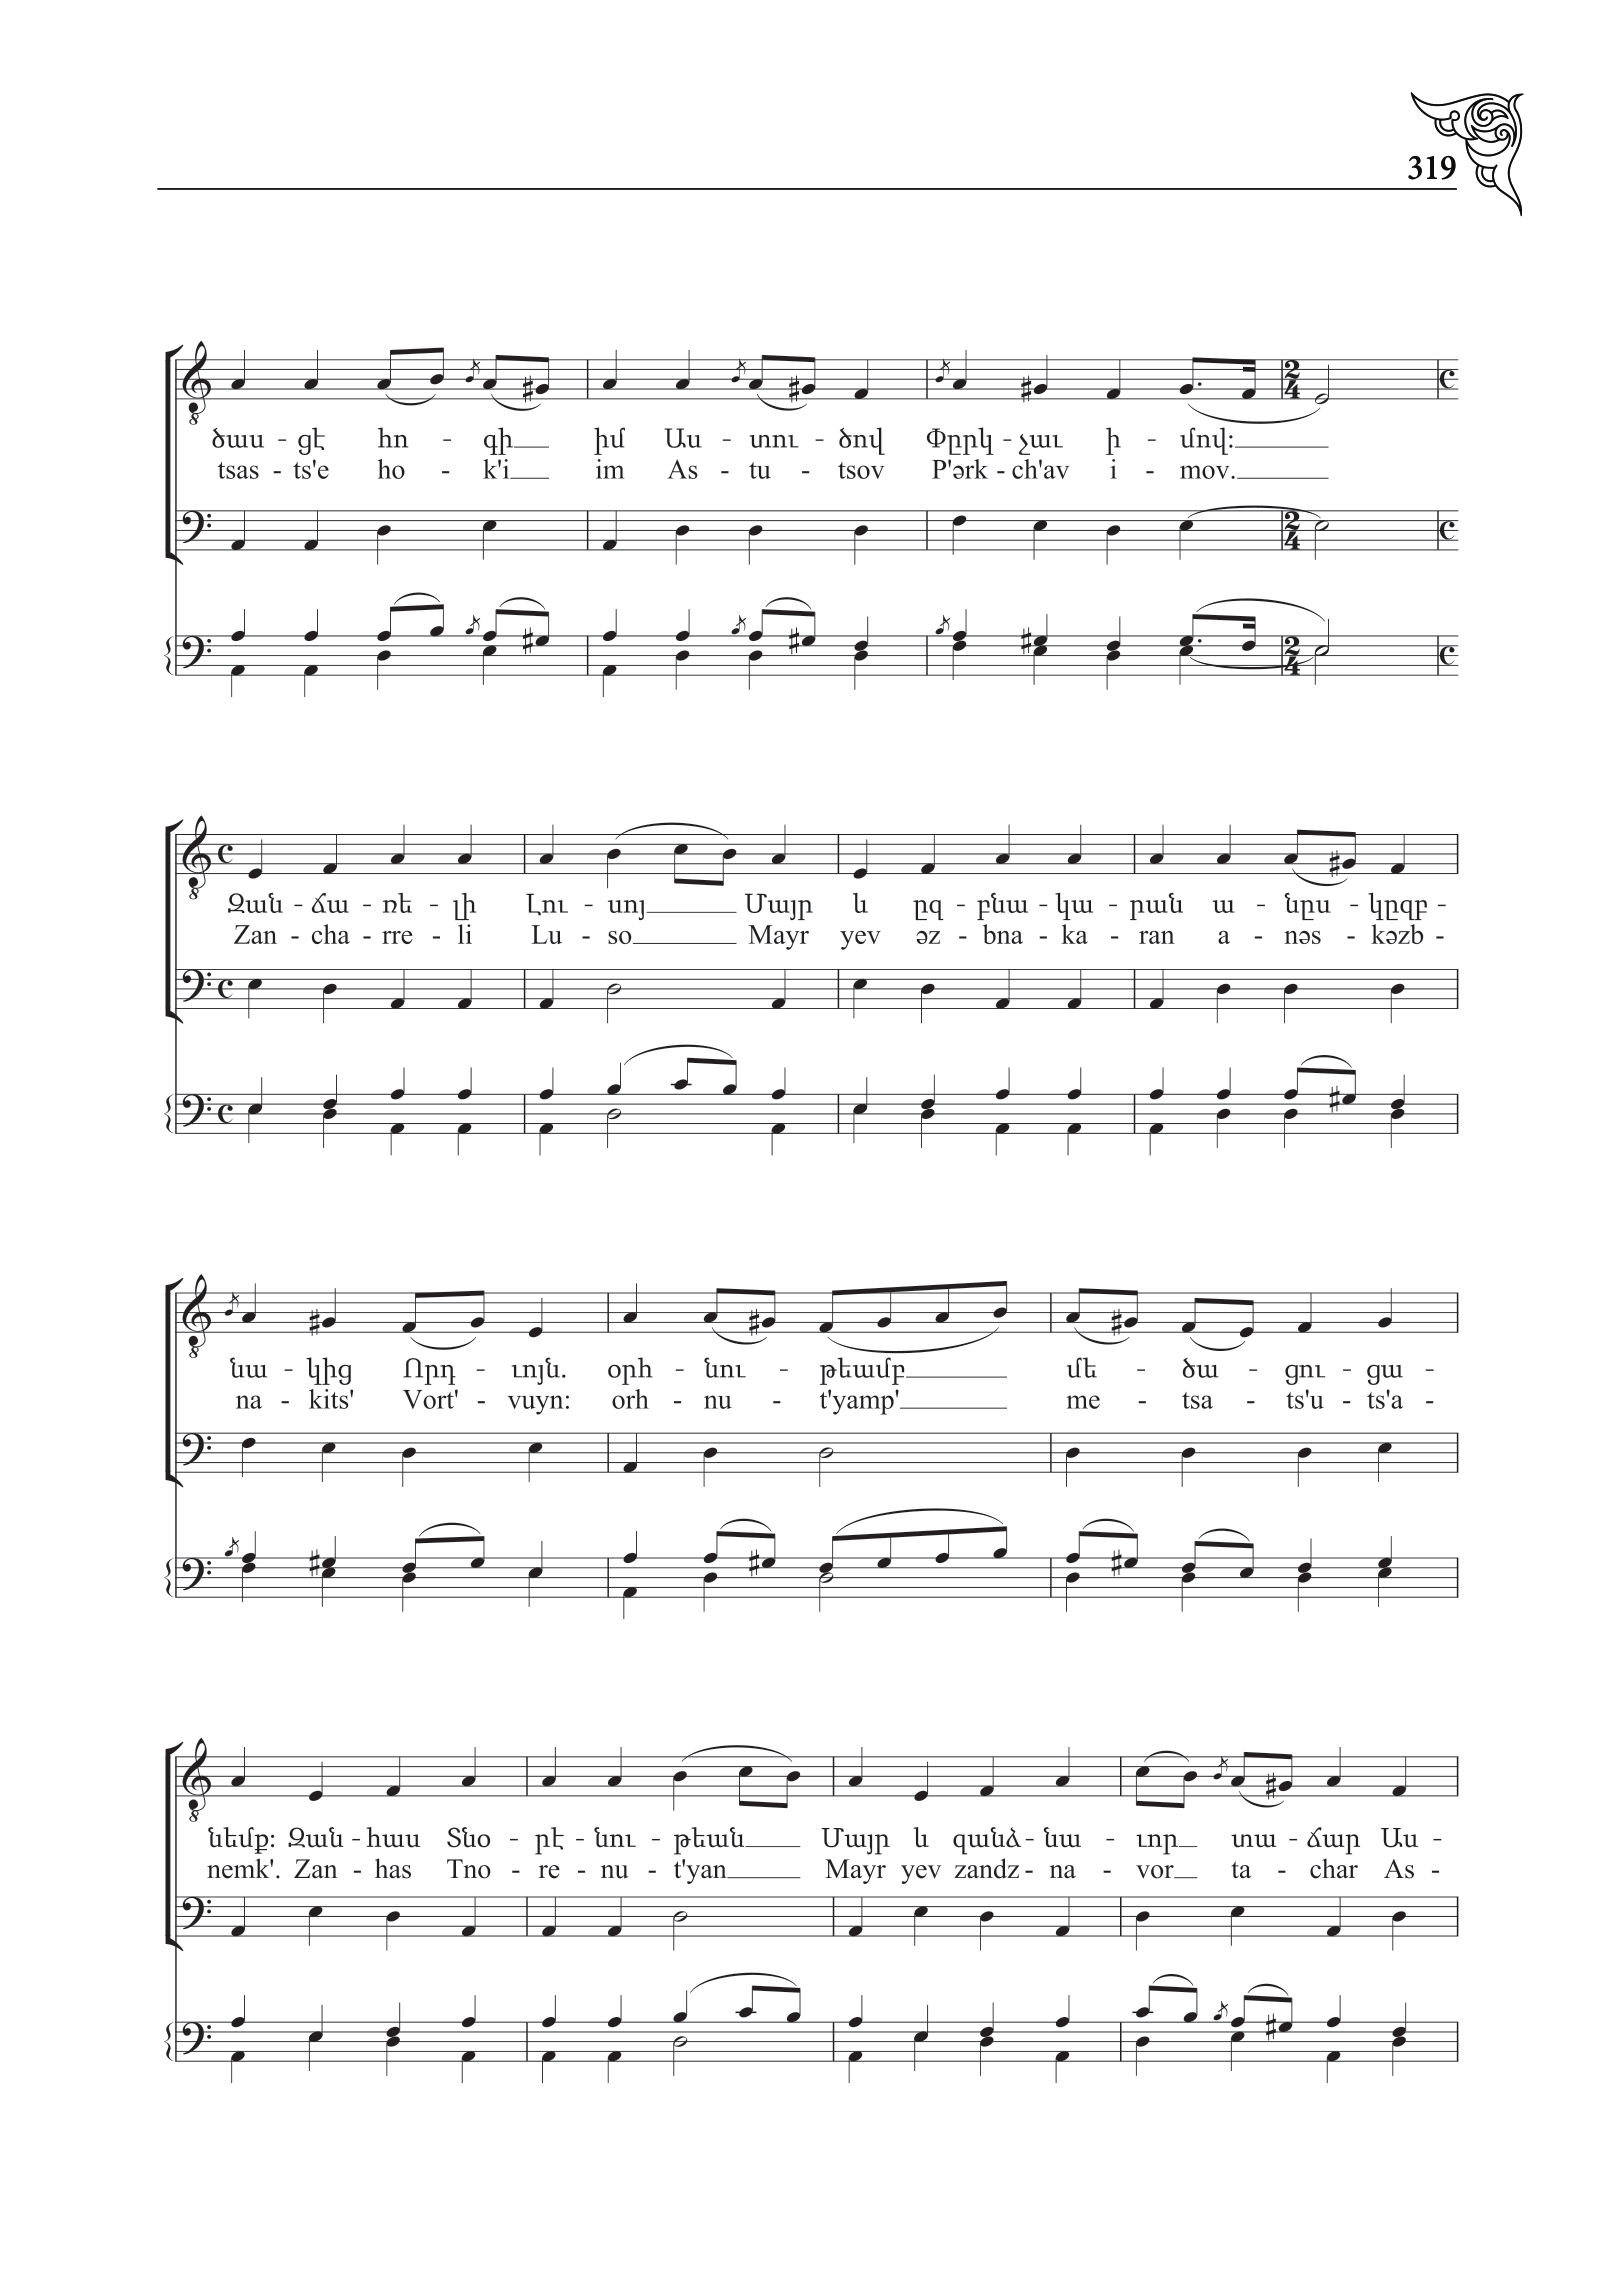 319
ծաս - ցէ հո - գի իմ Աս - տու - ծով Փըրկ - չաւ ի - մով:
tsas - ts'e ho - k'i im As - tu - tsov P'ərk - ch'av i - mov.
Զան - ճա - ռե - լի Լու - սոյ Մայր և ըզ - բնա - կա - րան ա - նըս - կըզբ -
Zan - cha - rre - li Lu - so Mayr yev əz - bna - ka - ran a - nəs - kəzb -
նա - կից Որդ - ւոյն. օրհ - նու - թեամբ մե - ծա - ցու - ցա -
na - kits' Vort' - vuyn: orh - nu - t'yamp' me - tsa - ts'u - ts'a -
նեմք: Զան - հաս Տնօ - րէ - նու - թեան Մայր և զանձ - նա - ւոր տա - ճար Աս -
nemk'. Zan - has Tno - re - nu - t'yan Mayr yev zandz - na - vor ta - char As -